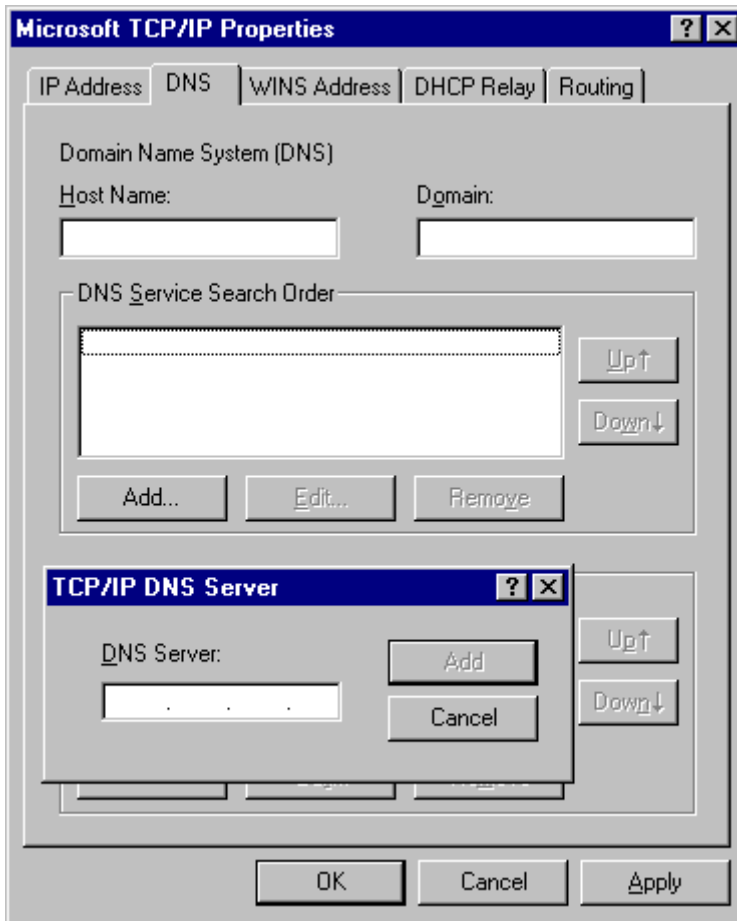 Microsoft TCP/IP Properties
IP Address DNS WINS Address DHCP Relay Routing
Domain Name System (DNS)
Host Name: Domain:
DNS Service Search Order
Up↑
Down↓
Add... Edit... Remove
TCP/IP DNS Server
DNS Server:
Add
. . .
Cancel
Up↑
Down↓
OK Cancel Apply